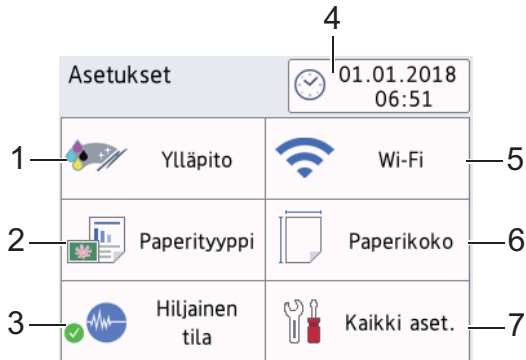 4
Asetukset
01.01.2018
06:51
1
Ylläpito
Wi-Fi
5
2
Paperityyppi
Paperikoko
6
3
Hiljainen
tila
Kaikki aset.
7